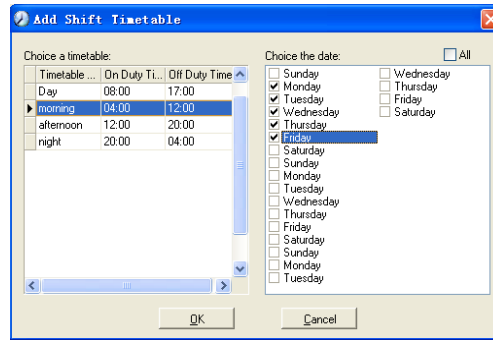 Add Shift Timetable
Choice a timetable:
Timetable ... On Duty Ti... Off Duty Time
Day 08:00 17:00
morning 04:00 12:00
afternoon 12:00 20:00
night 20:00 04:00
Choice the date:
All
Sunday
Monday
Tuesday
Wednesday
Thursday
Friday
Saturday
Sunday
Monday
Tuesday
Wednesday
Thursday
Friday
Saturday
Sunday
Monday
Tuesday
Wednesday
Thursday
Friday
Saturday
OK
Cancel